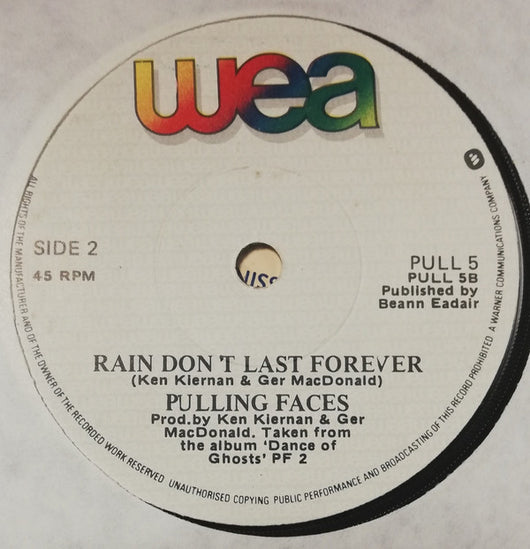 wea
SIDE 2
45 RPM
PULL 5
PULL 5B
Published by
Beann Eadair
RAIN DON'T LAST FOREVER
(Ken Kiernan & Ger MacDonald)
PULLING FACES
Prod.by Ken Kiernan & Ger
MacDonald. Taken from
the album 'Dance of
Ghosts' PF 2
ALL RIGHTS OF THE MANUFACTURER AND OF THE OWNER OF THE RECORDED WORK RESERVED. UNAUTHORISED COPYING PUBLIC PERFORMANCE AND BROADCASTING OF THIS RECORD PROHIBITED. A WARNER COMMUNICATIONS COMPANY